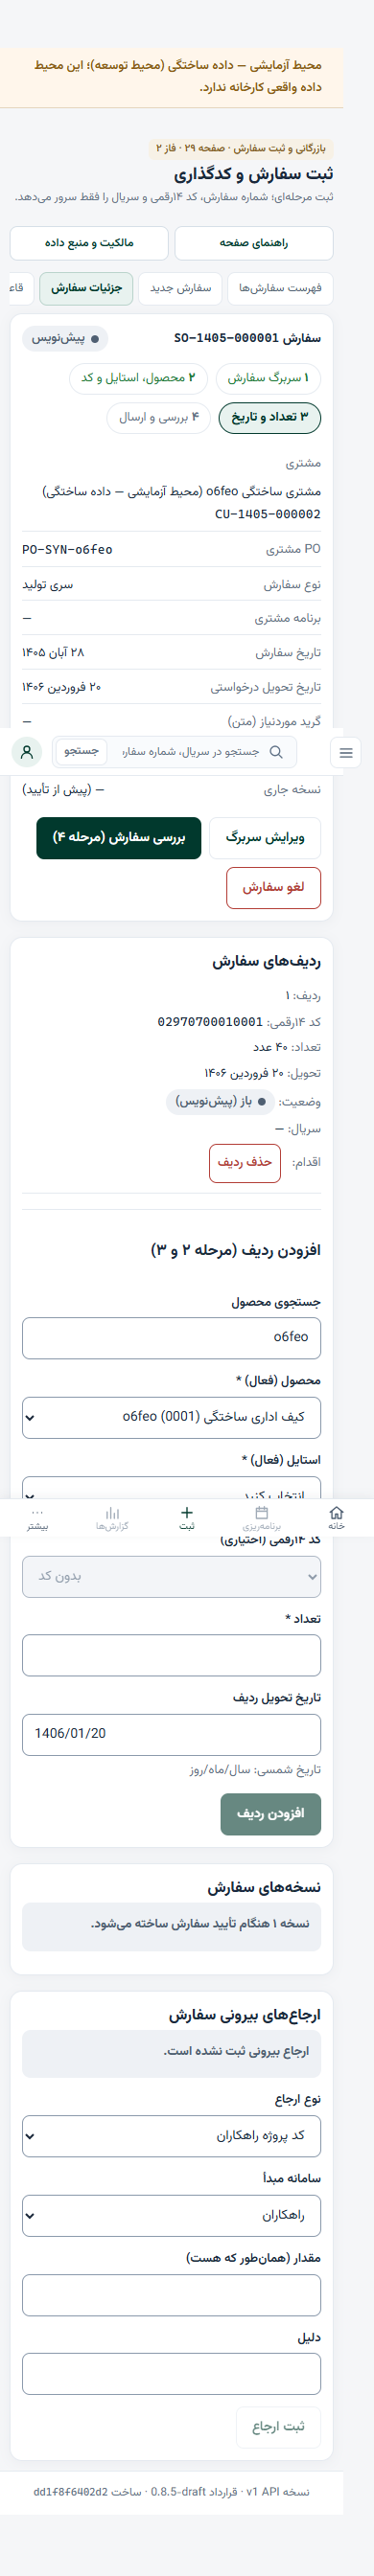 محیط آزمایشی — داده ساختگی (محیط توسعه)؛ این محیط
داده واقعی کارخانه ندارد.
بازرگانی و ثبت سفارش · صفحه ۲۹ · فاز ۲
ثبت سفارش و کدگذاری
ثبت مرحله‌ای؛ شماره سفارش، کد ۱۴رقمی و سریال را فقط سرور می‌دهد.
راهنمای صفحه
مالکیت و منبع داده
فهرست سفارش‌ها
سفارش جدید
جزئیات سفارش
سفارش SO-1405-000001
پیش‌نویس
۱ سربرگ سفارش
۲ محصول، استایل و کد
۳ تعداد و تاریخ
۴ بررسی و ارسال
مشتری
مشتری ساختگی o6feo (محیط آزمایشی — داده ساختگی)
CU-1405-000002
PO مشتری
PO-SYN-o6feo
نوع سفارش
سری تولید
برنامه مشتری
—
تاریخ سفارش
۲۸ آبان ۱۴۰۵
تاریخ تحویل درخواستی
۲۰ فروردین ۱۴۰۶
گرید موردنیاز (متن)
—
جستجو در سریال، شماره سفارش
جستجو
نسخه جاری
— (پیش از تأیید)
ویرایش سربرگ
بررسی سفارش (مرحله ۴)
لغو سفارش
ردیف‌های سفارش
ردیف: ۱
کد ۱۴رقمی: 02970700010001
تعداد: ۴۰ عدد
تحویل: ۲۰ فروردین ۱۴۰۶
وضعیت: باز (پیش‌نویس)
سریال: —
اقدام: حذف ردیف
افزودن ردیف (مرحله ۲ و ۳)
جستجوی محصول
o6feo
محصول (فعال) *
کیف اداری ساختگی o6feo (0001)
استایل (فعال) *
انتخاب کنید
خانه
برنامه‌ریزی
ثبت
گزارش‌ها
بیشتر
کد ۱۴رقمی (اختیاری)
بدون کد
تعداد *
تاریخ تحویل ردیف
1406/01/20
تاریخ شمسی: سال/ماه/روز
افزودن ردیف
نسخه‌های سفارش
نسخه ۱ هنگام تأیید سفارش ساخته می‌شود.
ارجاع‌های بیرونی سفارش
ارجاع بیرونی ثبت نشده است.
نوع ارجاع
کد پروژه راهکاران
سامانه مبدأ
راهکاران
مقدار (همان‌طور که هست)
دلیل
ثبت ارجاع
نسخه API v1 · قرارداد 0.8.5-draft · ساخت dd1f8f6402d2